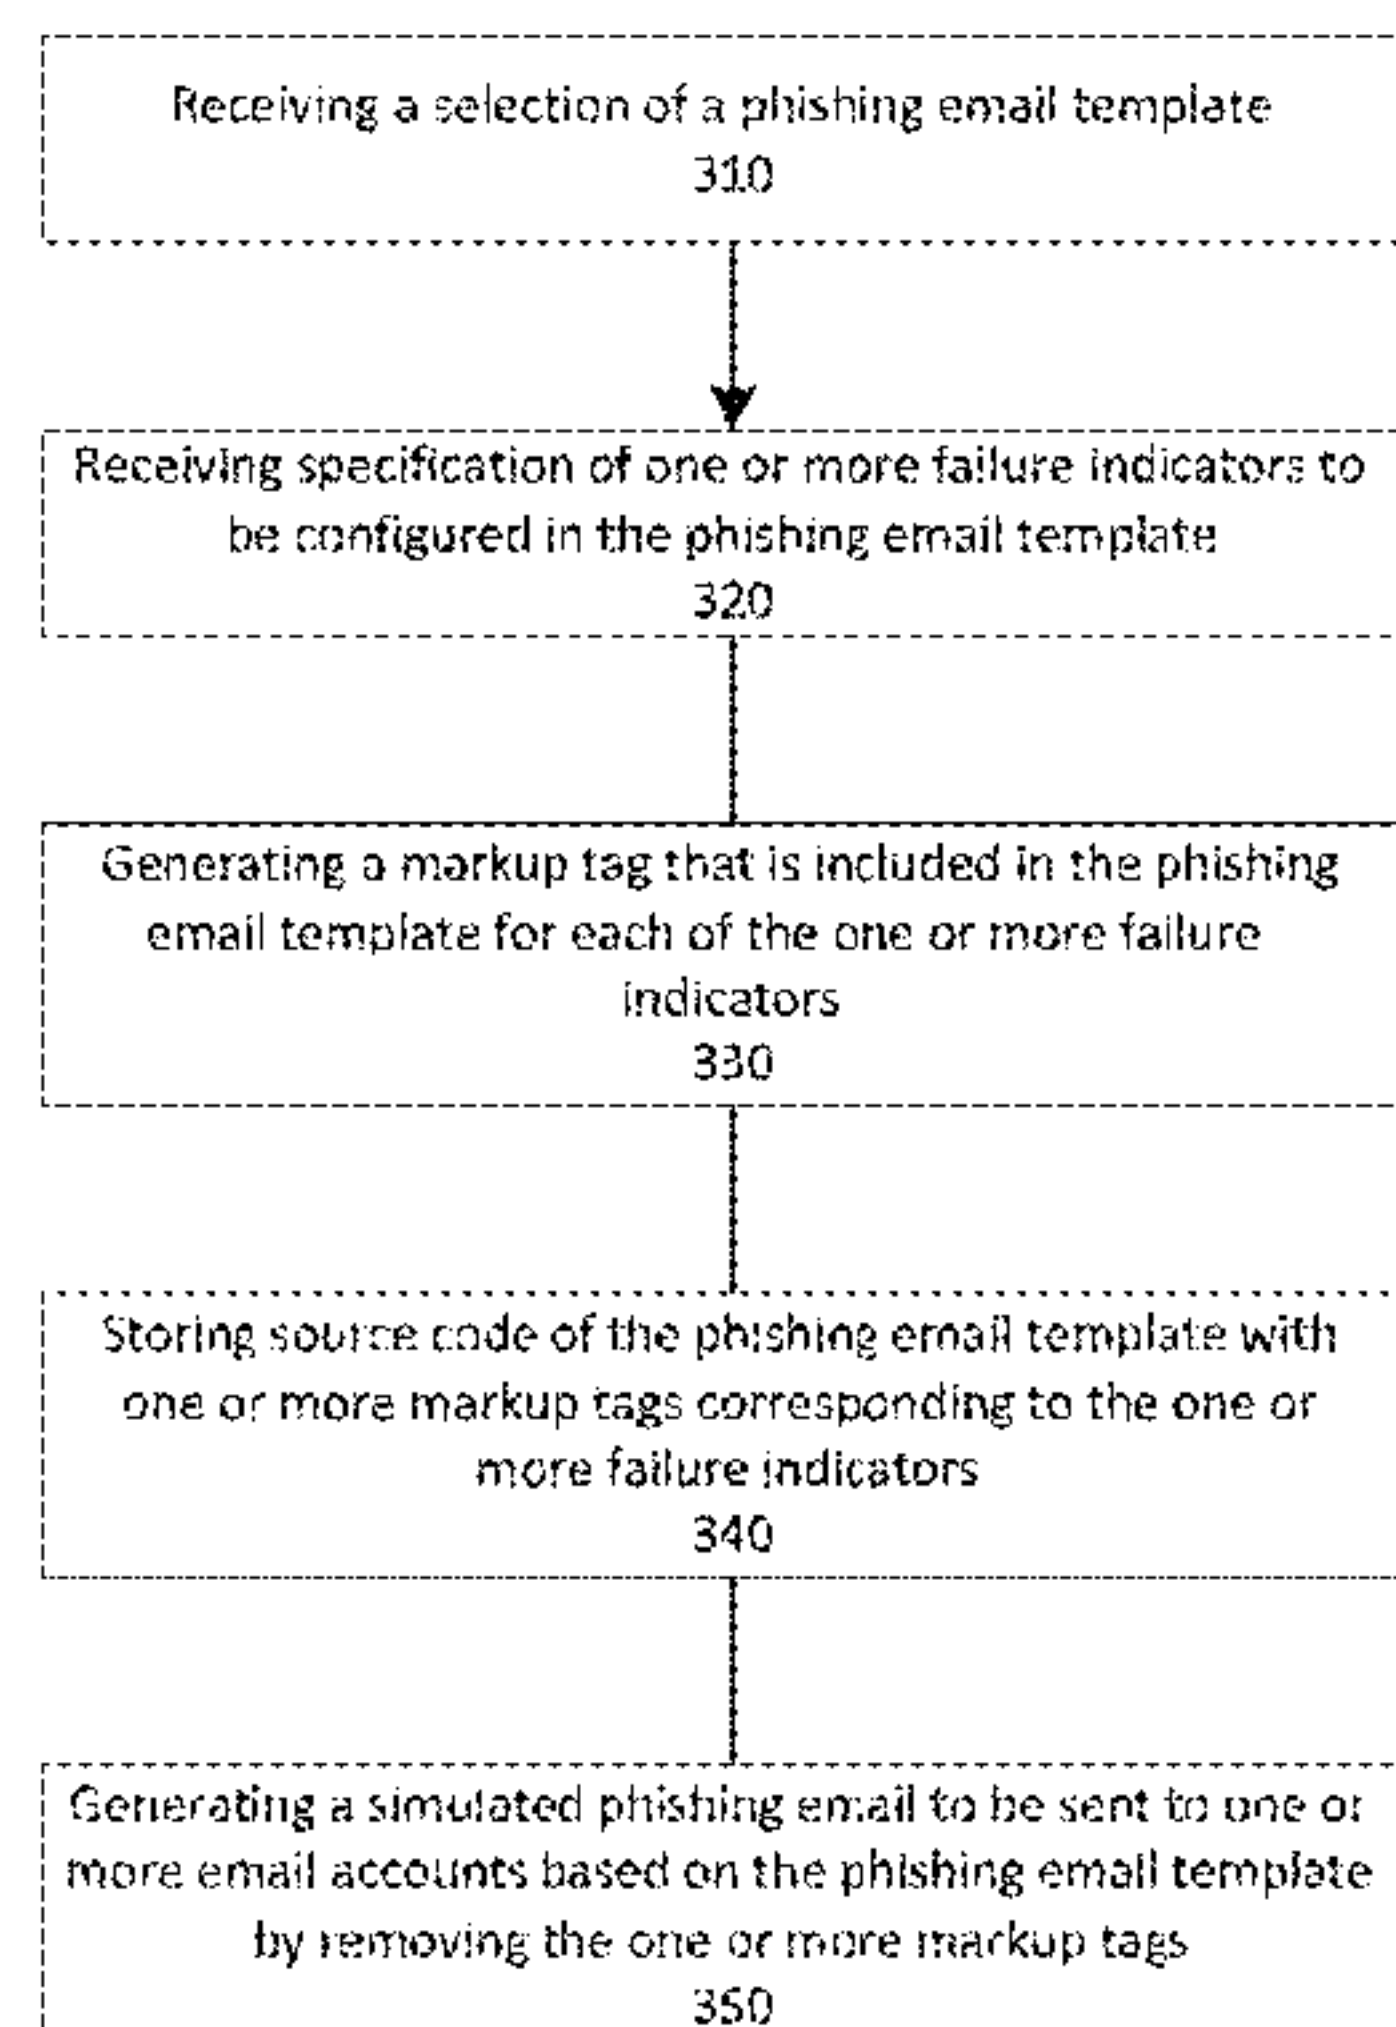 Receiving a selection of a phishing email template
310
Receiving specification of one or more failure indicators to
be configured in the phishing email template
320
Generating a markup tag that is included in the phishing
email template for each of the one or more failure
indicators
330
Storing source code of the phishing email template with
one or more markup tags corresponding to the one or
more failure indicators
340
Generating a simulated phishing email to be sent to one or
more email accounts based on the phishing email template
by removing the one or more markup tags
350